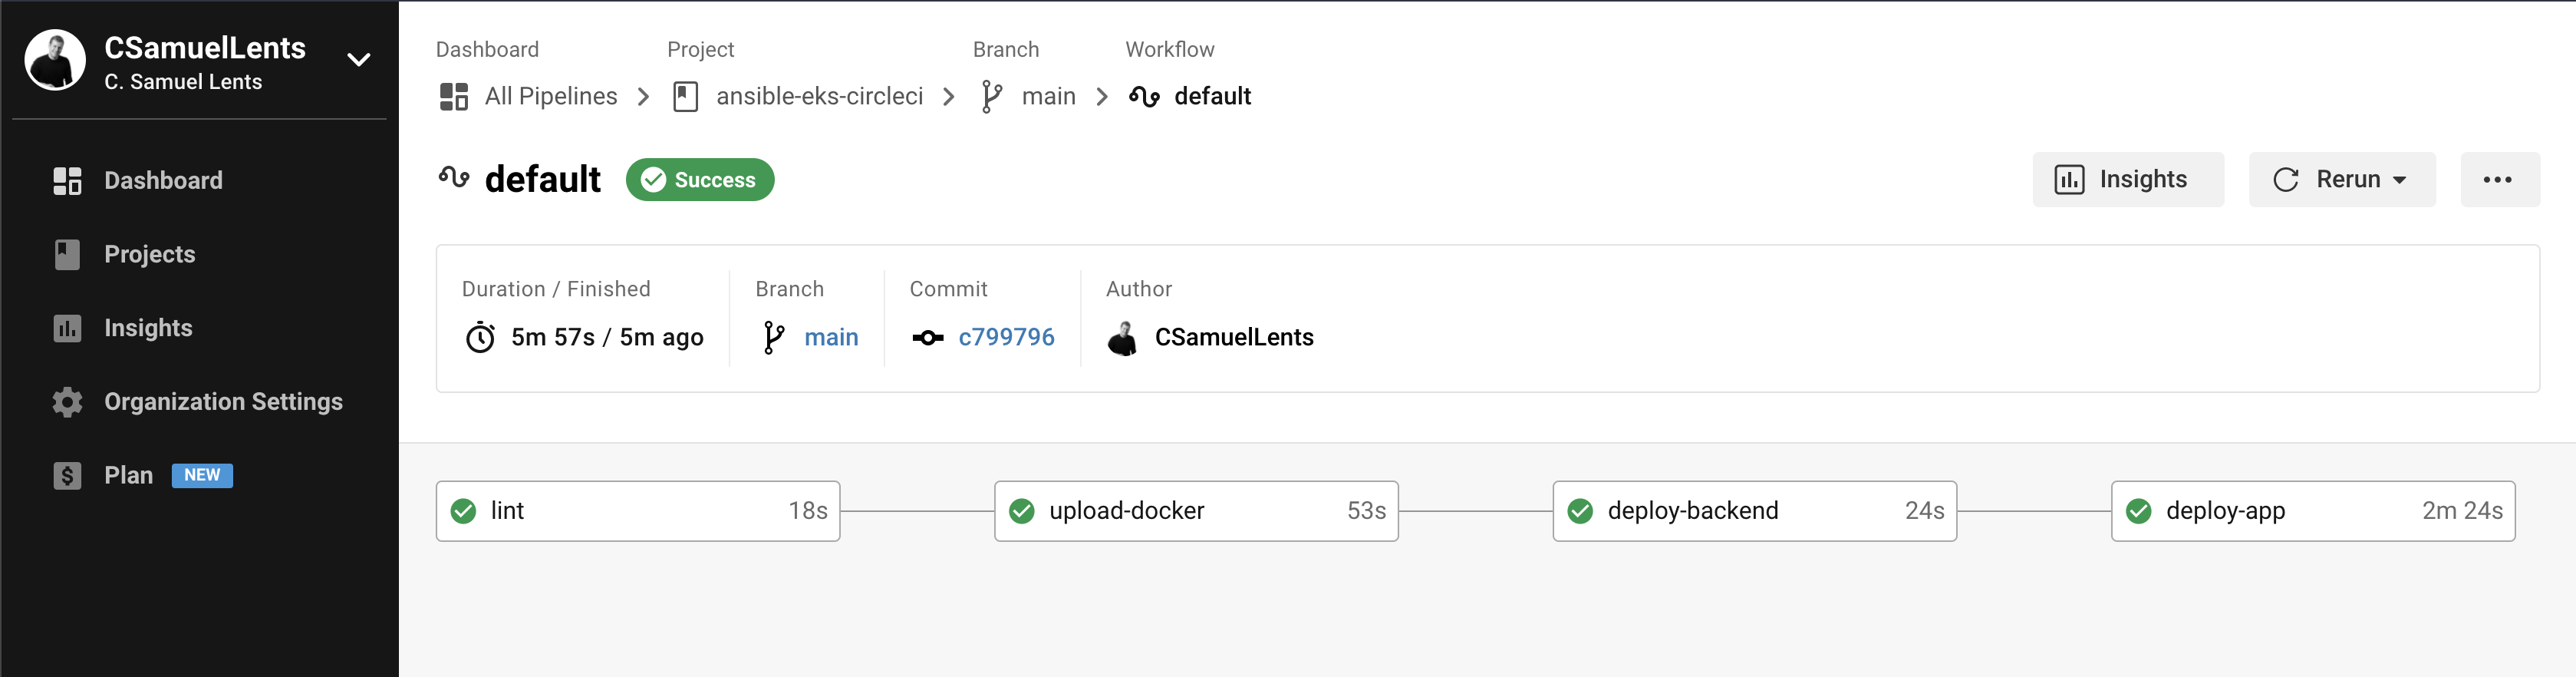 CSamuelLents
C. Samuel Lents
Dashboard
Projects
Insights
Organization Settings
Plan NEW
Dashboard Project Branch Workflow
All Pipelines ansible-eks-circleci main default
default Success
Insights Rerun
Duration / Finished Branch Commit Author
5m 57s / 5m ago main c799796 CSamuelLents
lint 18s upload-docker 53s deploy-backend 24s deploy-app 2m 24s